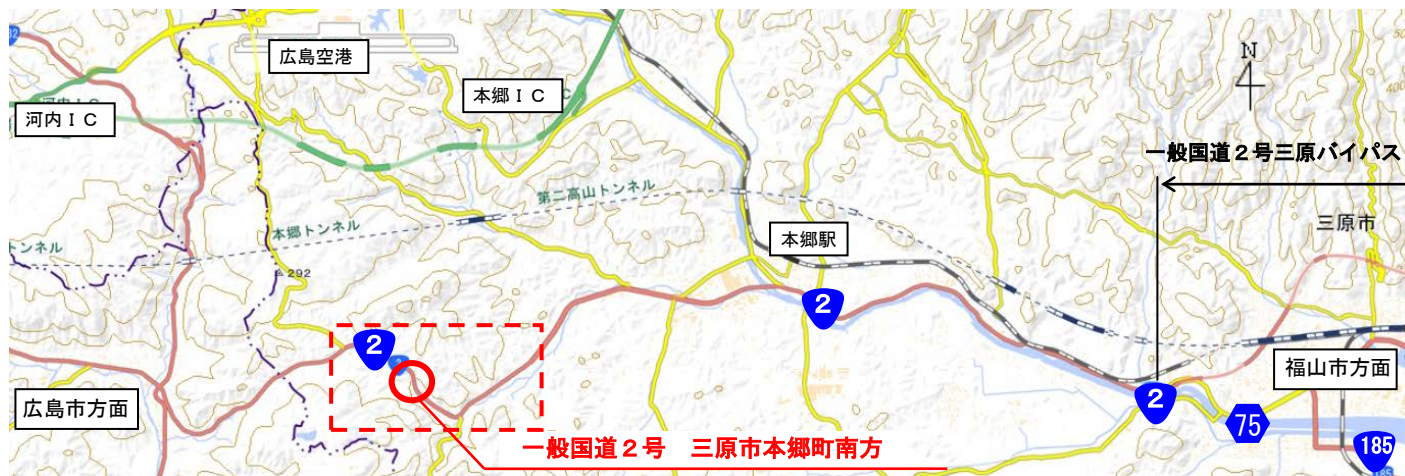 広島空港
N
本郷ＩＣ
河内ＩＣ
一般国道２号三原バイパス
第二高山トンネル
三原市
本郷トンネル
トンネル
本郷駅
292
2
2
2
福山市方面
広島市方面
75
一般国道２号　三原市本郷町南方
185